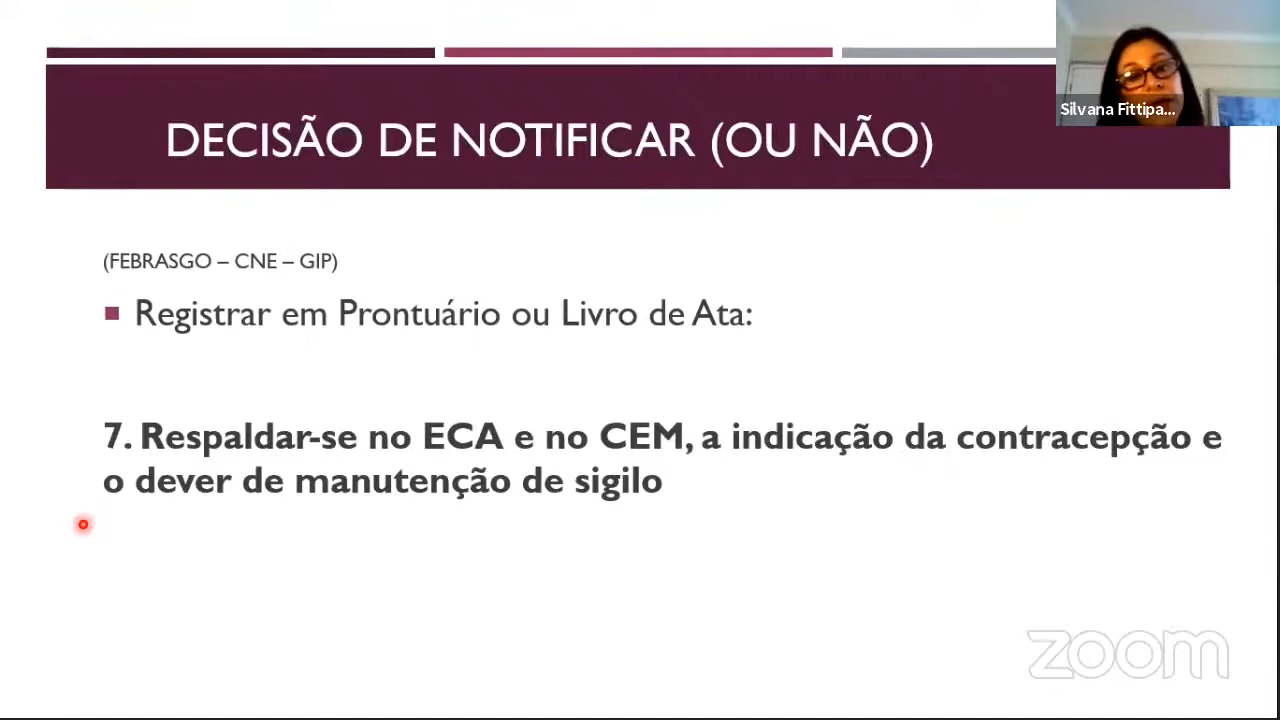 Silvana Fittipa...
DECISÃO DE NOTIFICAR (OU NÃO)
(FEBRASGO – CNE – GIP)
Registrar em Prontuário ou Livro de Ata:
7. Respaldar-se no ECA e no CEM, a indicação da contracepção e
o dever de manutenção de sigilo
zoom